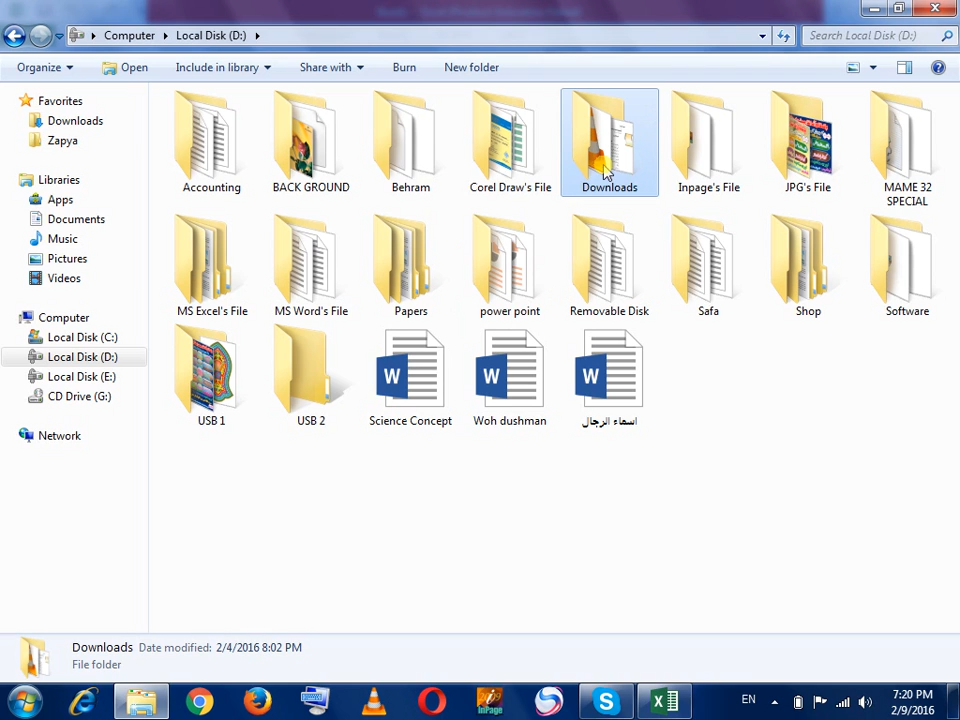 Computer Local Disk (D:)
Search Local Disk (D:)
Organize Open Include in library Share with Burn New folder
Favorites
Downloads
Zapya
Libraries
Apps
Documents
Music
Pictures
Videos
Computer
Local Disk (C:)
Local Disk (D:)
Local Disk (E:)
CD Drive (G:)
Network
Accounting
BACK GROUND
Behram
Corel Draw's File
Downloads
Inpage's File
JPG's File
MAME 32 SPECIAL
MS Excel's File
MS Word's File
Papers
power point
Removable Disk
Safa
Shop
Software
USB 1
USB 2
W
Science Concept
W
Woh dushman
W
اسماء الرجال
Downloads Date modified: 2/4/2016 8:02 PM
File folder
InPage
EN
7:20 PM
2/9/2016